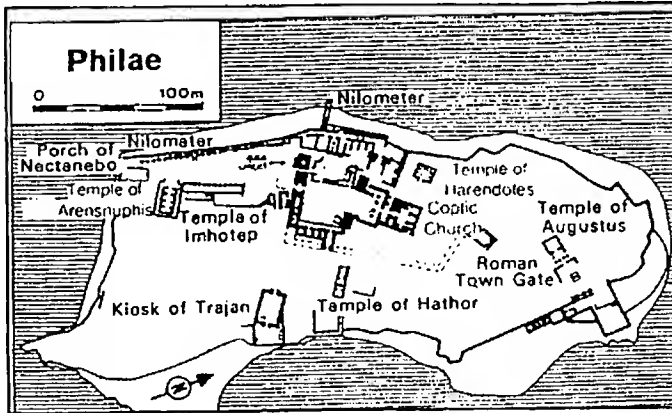 Philae
0 100m
Nilometer
Nilomater
Porch of
Nectanebo
Temple of
Arensnuphis
Temple of
Imhotep
Temple of
Harendotes
Coptic
Church
Temple of
Augustus
Roman
Town Gate
B
Kiosk of Trajan
Temple of Hathor
N